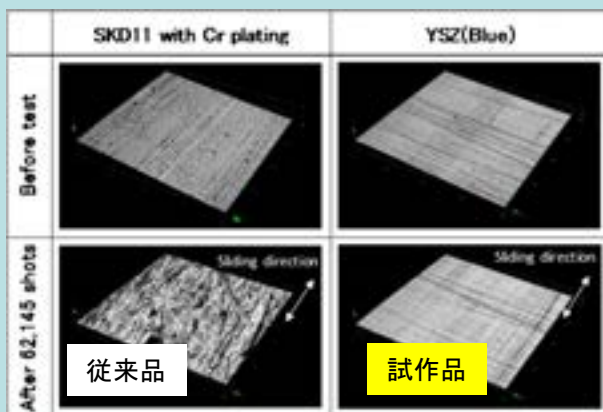 SKD11 with Cr plating
YSZ(Blue)
Before test
After 62,145 shots
Sliding direction
従来品
Sliding direction
試作品